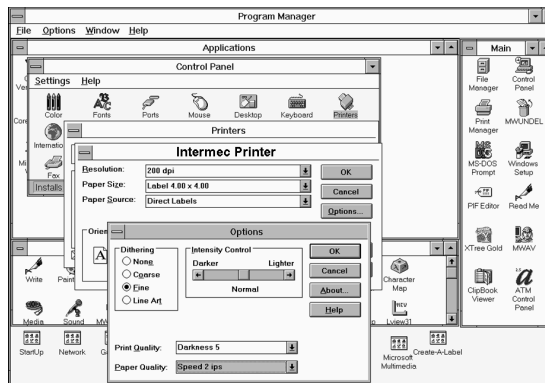 Program Manager
File Options Window Help
Applications
Main
Control Panel
Settings Help
Color
Fonts
Ports
Mouse
Desktop
Keyboard
Printers
File Manager
Control Panel
Print Manager
MWUNDEL
MS-DOS Prompt
Windows Setup
PIF Editor
Read Me
XTree Gold
MWAV
ClipBook Viewer
ATM Control Panel
Fax
Installs
Printers
Intermec Printer
Resolution: 200 dpi
Paper Size: Label 4.00 x 4.00
Paper Source: Direct Labels
OK
Cancel
Options...
Options
Dithering
None
Coarse
Fine
Line Art
Intensity Control
Darker Lighter
Normal
OK
Cancel
About...
Help
Print Quality: Darkness 5
Paper Quality: Speed 2 ips
Write
Character Map
Media
Sound
Lview31
StartUp
Network
Microsoft Multimedia
Create-A-Label